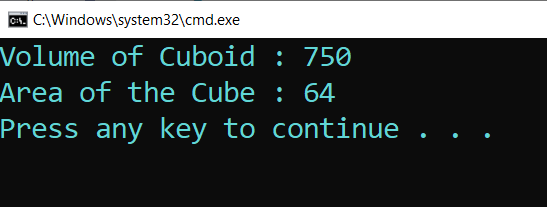 C:\Windows\system32\cmd.exe
Volume of Cuboid : 750
Area of the Cube : 64
Press any key to continue . . .